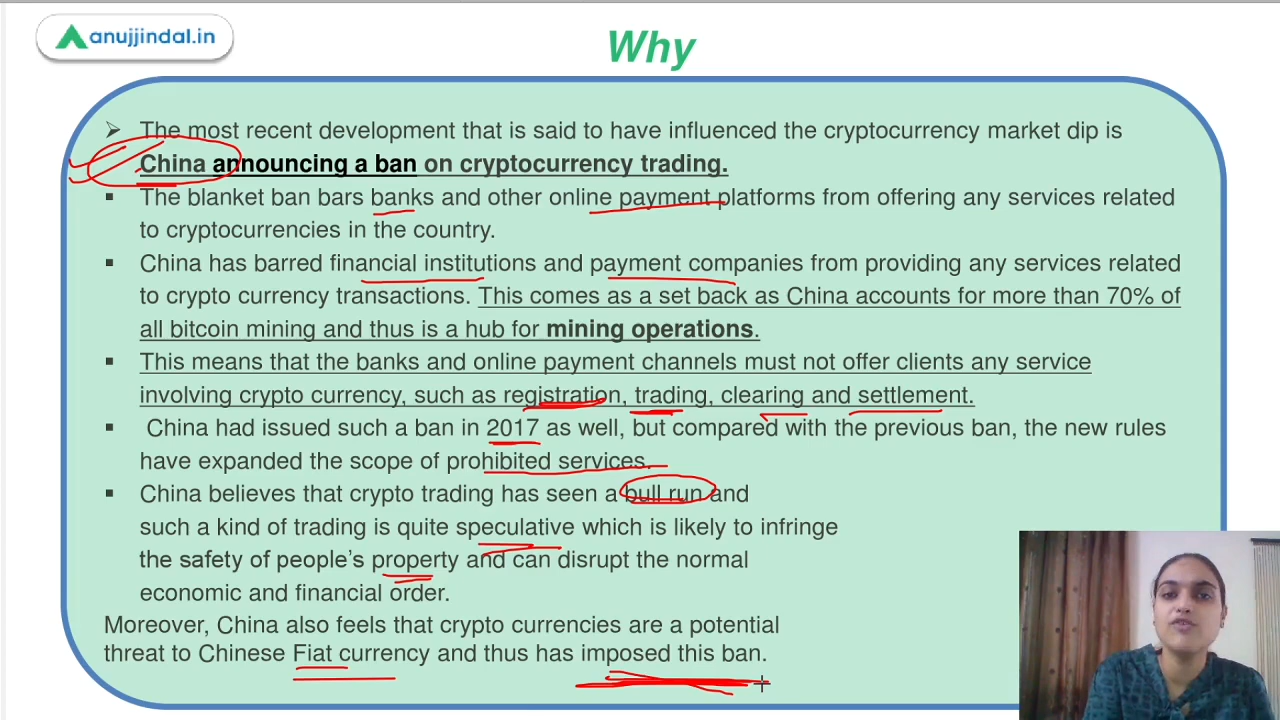 anujjindal.in
Why
The most recent development that is said to have influenced the cryptocurrency market dip is
China announcing a ban on cryptocurrency trading.
The blanket ban bars banks and other online payment platforms from offering any services related
to cryptocurrencies in the country.
China has barred financial institutions and payment companies from providing any services related
to crypto currency transactions. This comes as a set back as China accounts for more than 70% of
all bitcoin mining and thus is a hub for mining operations.
This means that the banks and online payment channels must not offer clients any service
involving crypto currency, such as registration, trading, clearing and settlement.
China had issued such a ban in 2017 as well, but compared with the previous ban, the new rules
have expanded the scope of prohibited services.
China believes that crypto trading has seen a bull run and
such a kind of trading is quite speculative which is likely to infringe
the safety of people's property and can disrupt the normal
economic and financial order.
Moreover, China also feels that crypto currencies are a potential
threat to Chinese Fiat currency and thus has imposed this ban.